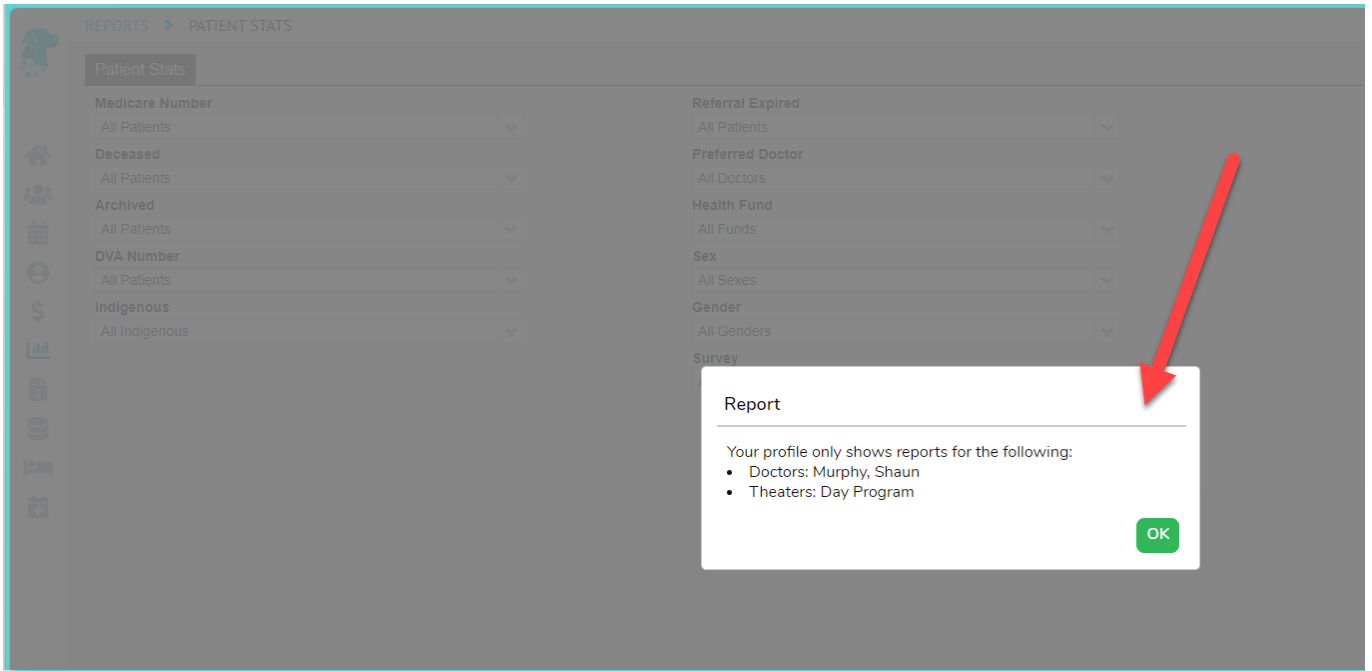 REPORTS > PATIENT STATS
Patient Stats
Medicare Number
All Patients
Deceased
All Patients
Archived
All Patients
DVA Number
All Patients
Indigenous
All Indigenous
Referral Expired
All Patients
Preferred Doctor
All Doctors
Health Fund
All Funds
Sex
All Sexes
Gender
All Genders
Survey
Report
Your profile only shows reports for the following:
• Doctors: Murphy, Shaun
• Theaters: Day Program
OK